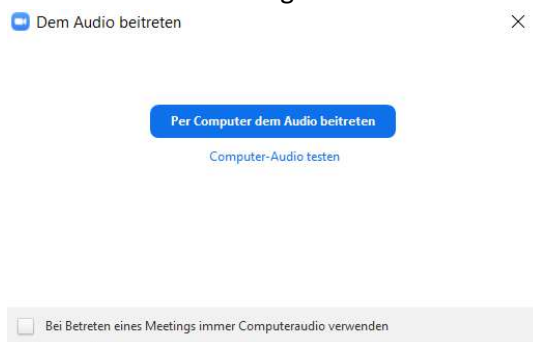 Dem Audio beitreten
Per Computer dem Audio beitreten
Computer-Audio testen
Bei Betreten eines Meetings immer Computeraudio verwenden